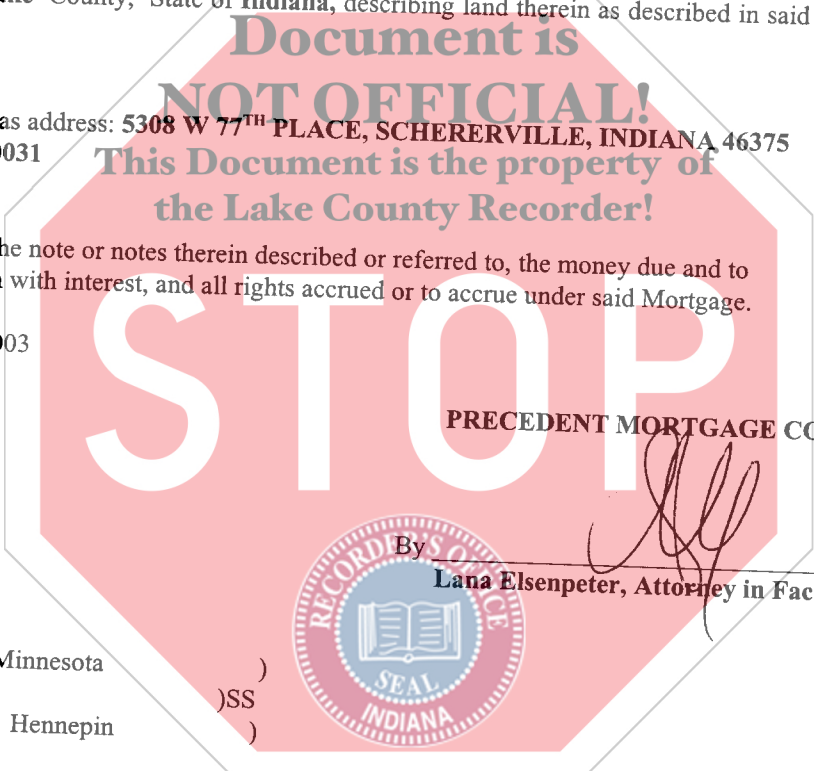 County, State of Indiana, describing land therein as described in said
Document is
NOT OFFICIAL!
as address: 5308 W 77TH PLACE, SCHERERVILLE, INDIANA 46375
0031
This Document is the property of
the Lake County Recorder!
he note or notes therein described or referred to, the money due and to
with interest, and all rights accrued or to accrue under said Mortgage.
003
STOP
PRECEDENT MORTGAGE CO
By
Lana Elsenpeter, Attorney in Fac
RECORDER'S OFFICE
SEAL
INDIANA
Minnesota )
)SS
Hennepin )